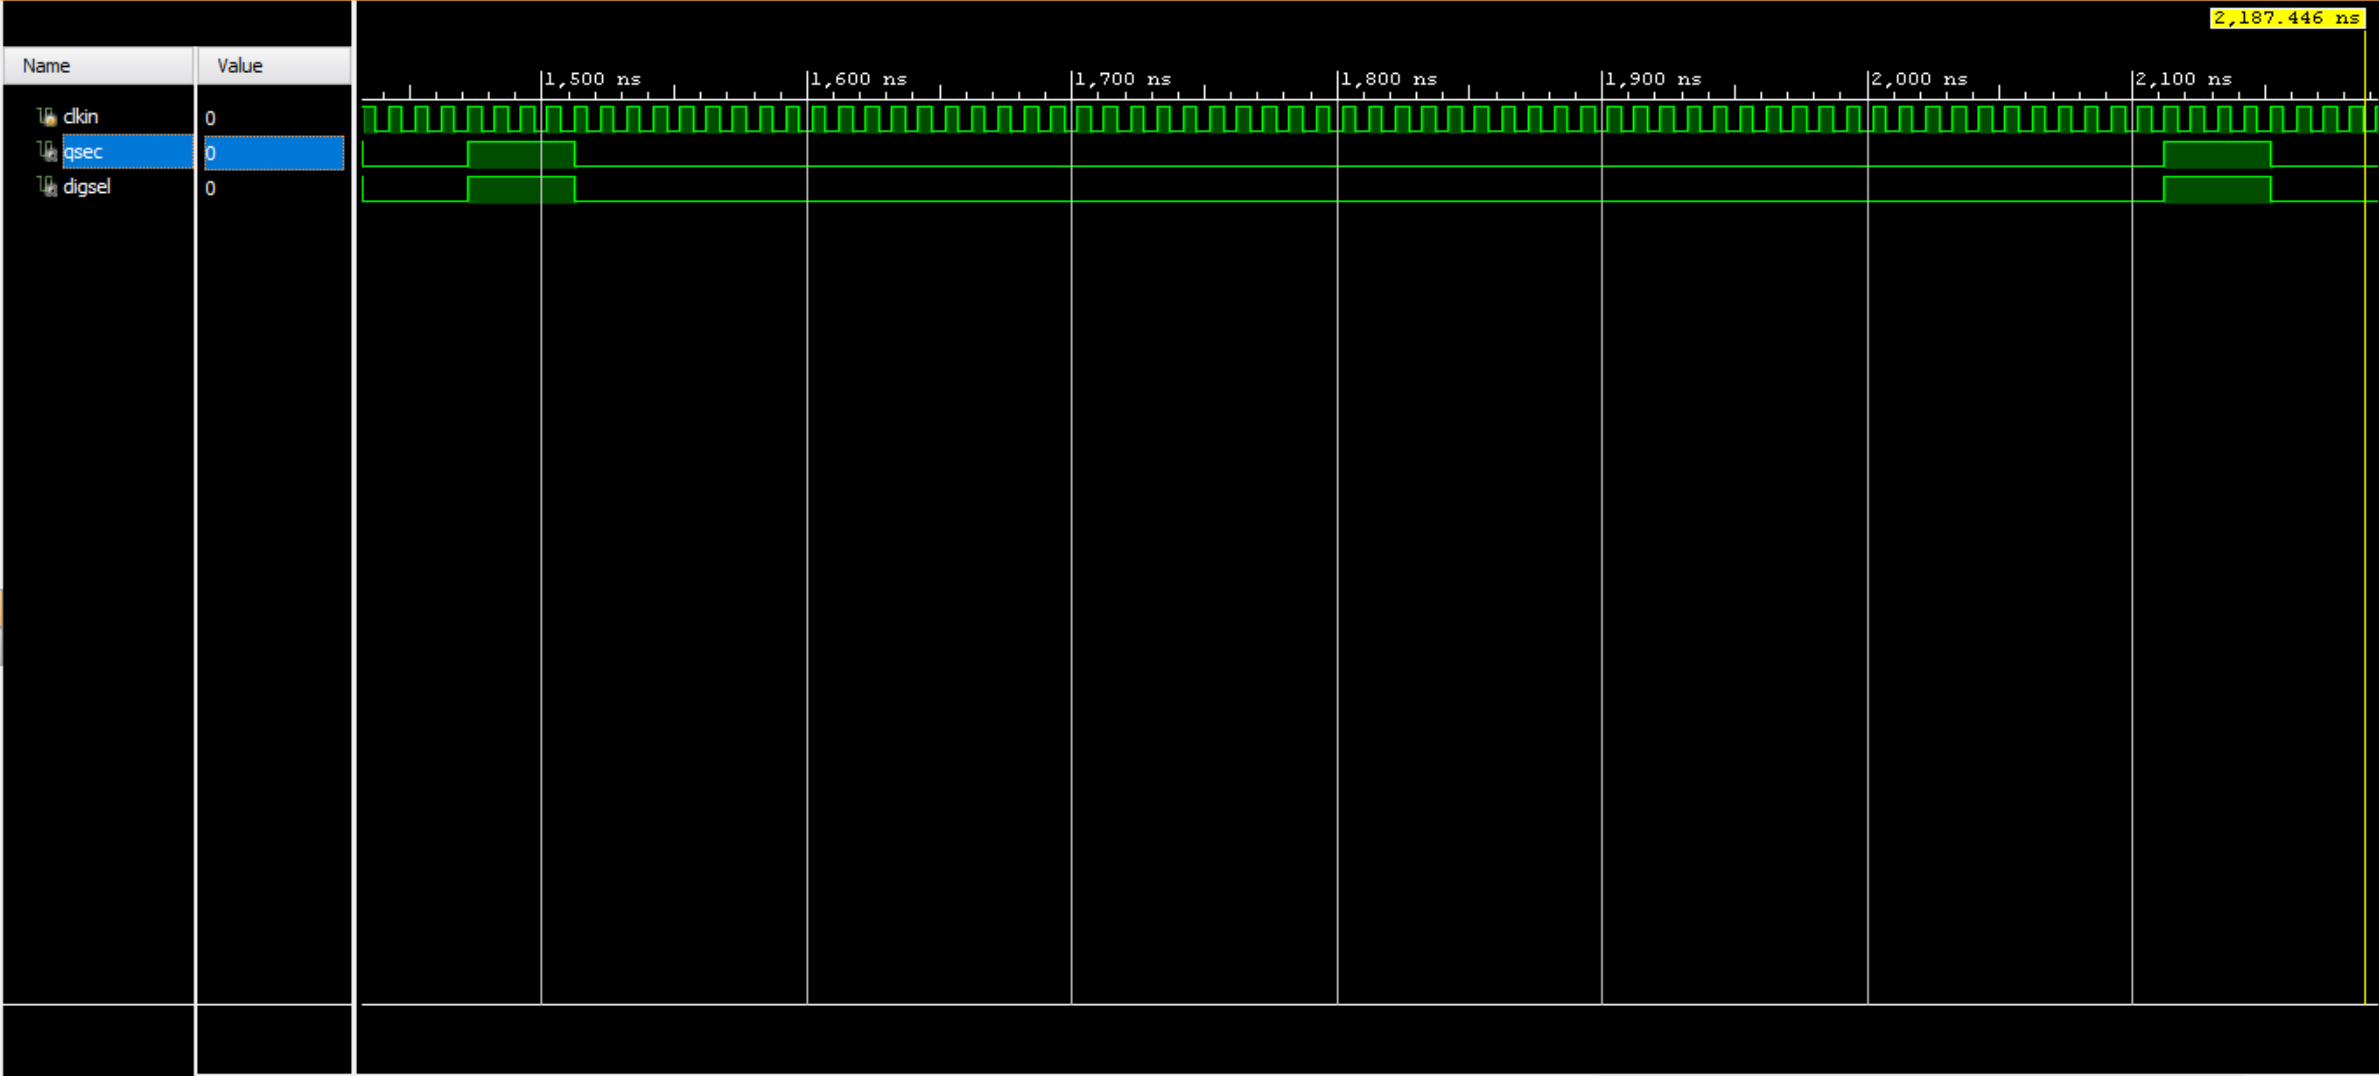 2,187.446 ns
Name Value
1,500 ns 1,600 ns 1,700 ns 1,800 ns 1,900 ns 2,000 ns 2,100 ns
clkin 0
qsec 0
digsel 0